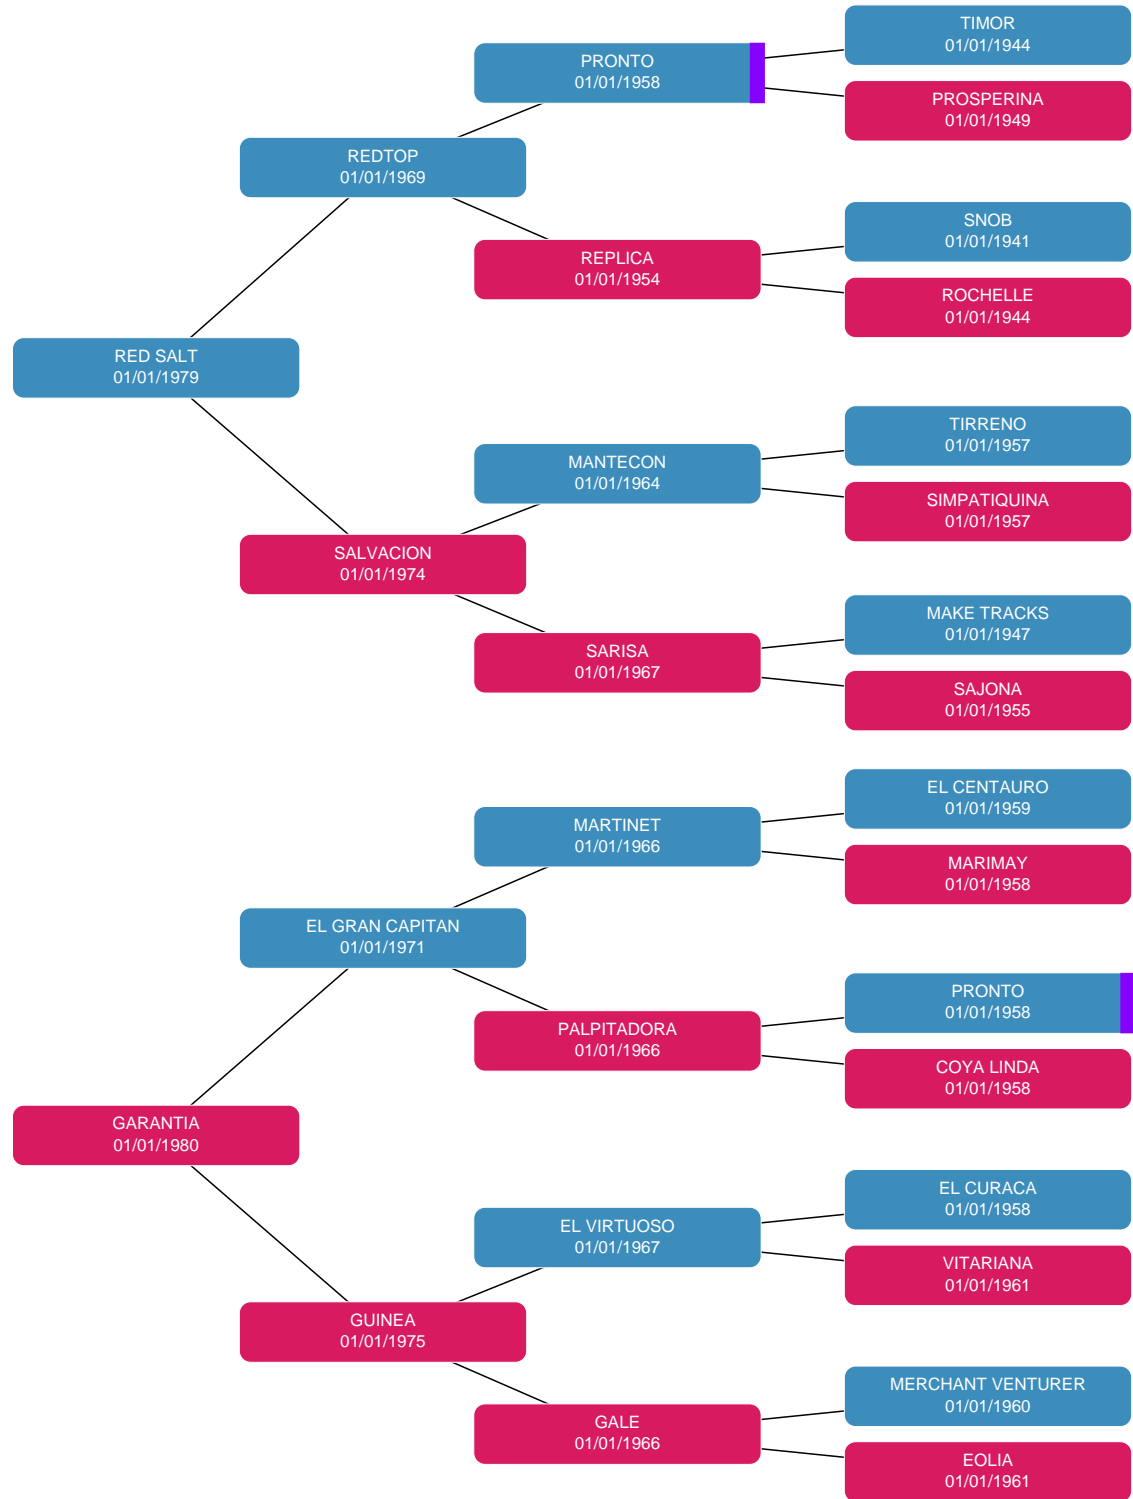 TIMOR
01/01/1944
PRONTO
01/01/1958
PROSPERINA
01/01/1949
REDTOP
01/01/1969
SNOB
01/01/1941
REPLICA
01/01/1954
ROCHELLE
01/01/1944
RED SALT
01/01/1979
TIRRENO
01/01/1957
MANTECON
01/01/1964
SIMPATIQUINA
01/01/1957
SALVACION
01/01/1974
MAKE TRACKS
01/01/1947
SARISA
01/01/1967
SAJONA
01/01/1955
EL CENTAURO
01/01/1959
MARTINET
01/01/1966
MARIMAY
01/01/1958
EL GRAN CAPITAN
01/01/1971
PRONTO
01/01/1958
PALPITADORA
01/01/1966
COYA LINDA
01/01/1958
GARANTIA
01/01/1980
EL CURACA
01/01/1958
EL VIRTUOSO
01/01/1967
VITARIANA
01/01/1961
GUINEA
01/01/1975
MERCHANT VENTURER
01/01/1960
GALE
01/01/1966
EOLIA
01/01/1961